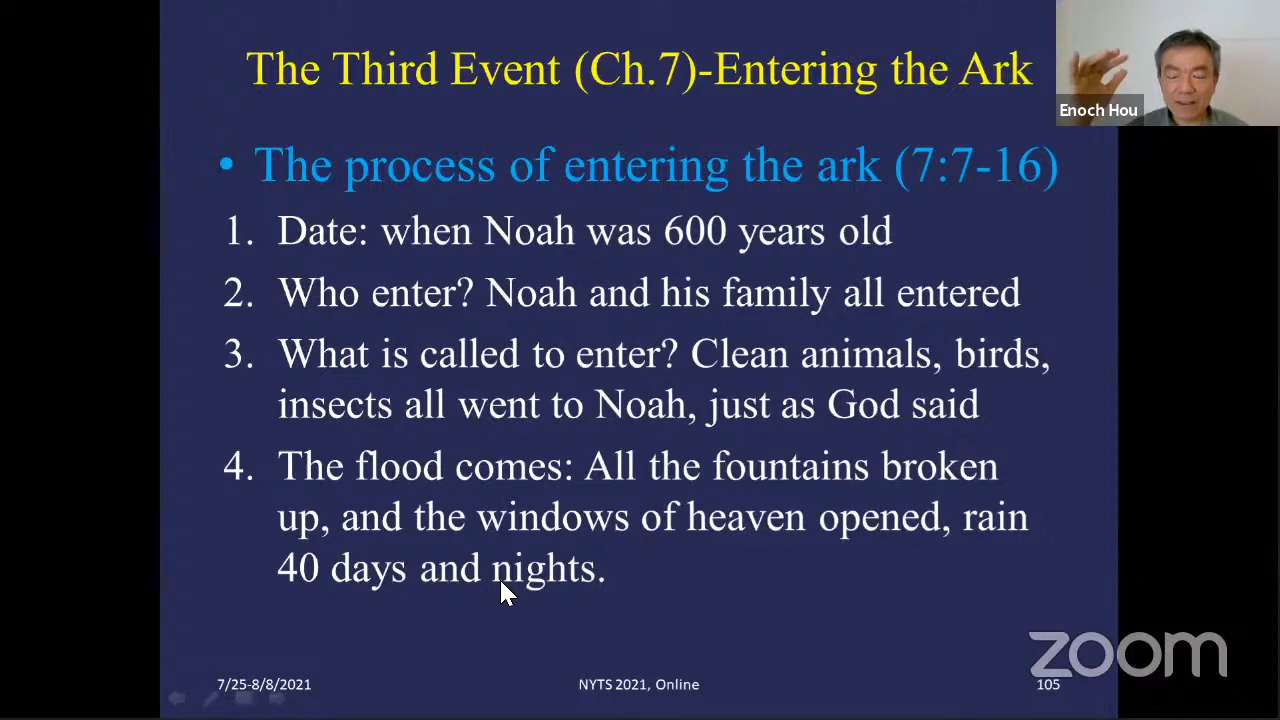 The Third Event (Ch.7)-Entering the Ark
Enoch Hou
• The process of entering the ark (7:7-16)
1. Date: when Noah was 600 years old
2. Who enter? Noah and his family all entered
3. What is called to enter? Clean animals, birds,
insects all went to Noah, just as God said
4. The flood comes: All the fountains broken
up, and the windows of heaven opened, rain
40 days and nights.
zoom
7/25-8/8/2021 NYTS 2021, Online 105